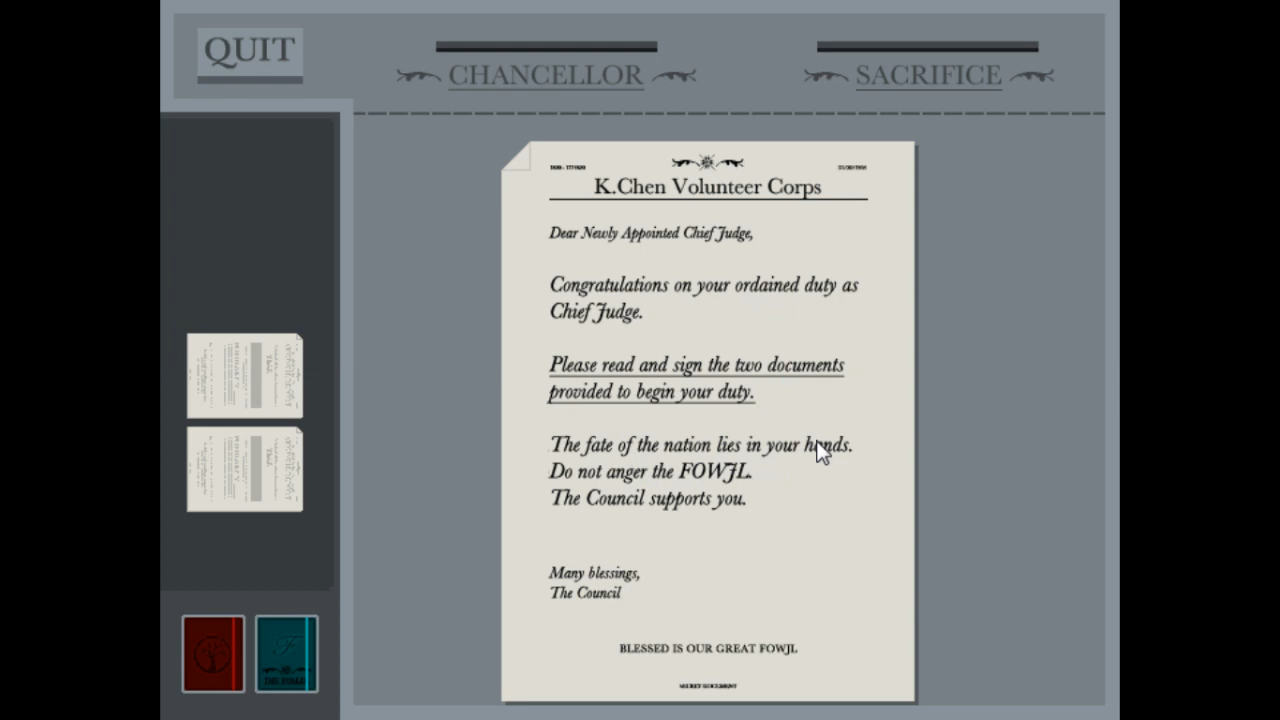 QUIT
CHANCELLOR
SACRIFICE
K.Chen Volunteer Corps
Dear Newly Appointed Chief Judge,
Congratulations on your ordained duty as
Chief Judge.
Please read and sign the two documents
provided to begin your duty.
The fate of the nation lies in your hands.
Do not anger the FOWJL.
The Council supports you.
Many blessings,
The Council
BLESSED IS OUR GREAT FOWJL
SECRET DOCUMENT